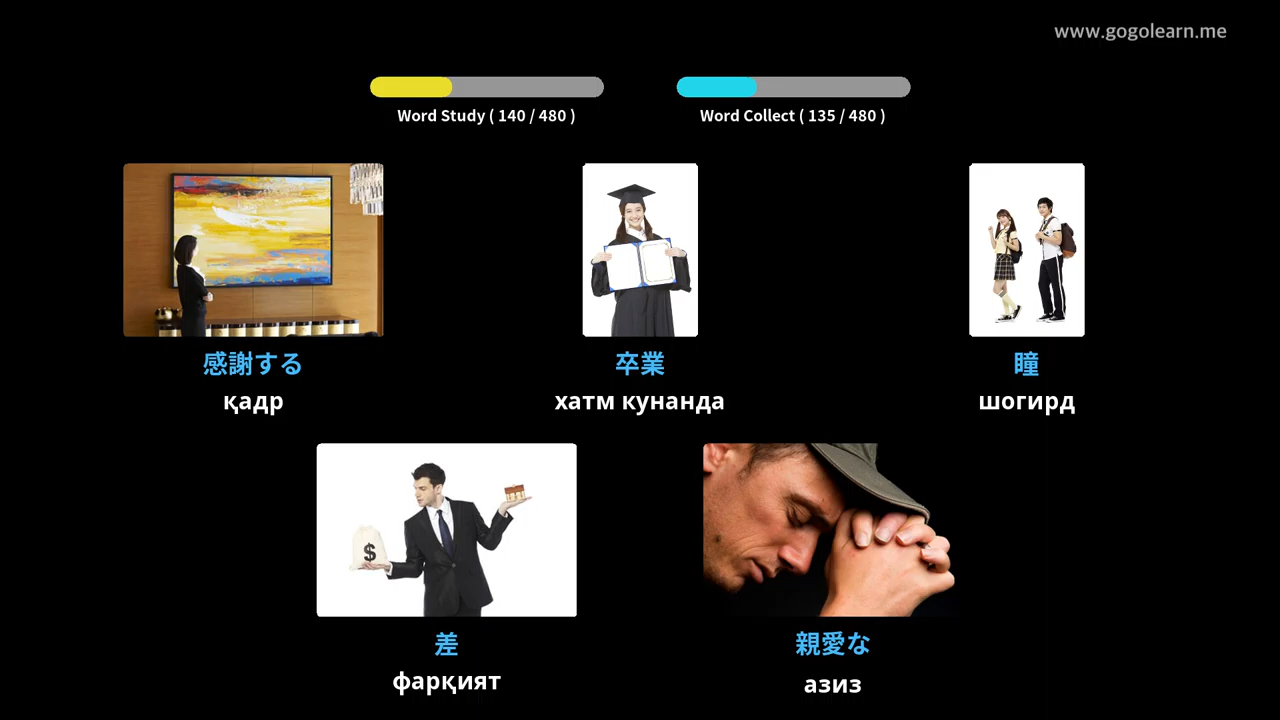 www.gogolearn.me
Word Study ( 140 / 480 )
Word Collect ( 135 / 480 )
感謝する
қадр
卒業
хатм кунанда
瞳
шогирд
$
差
фарқият
親愛な
азиз